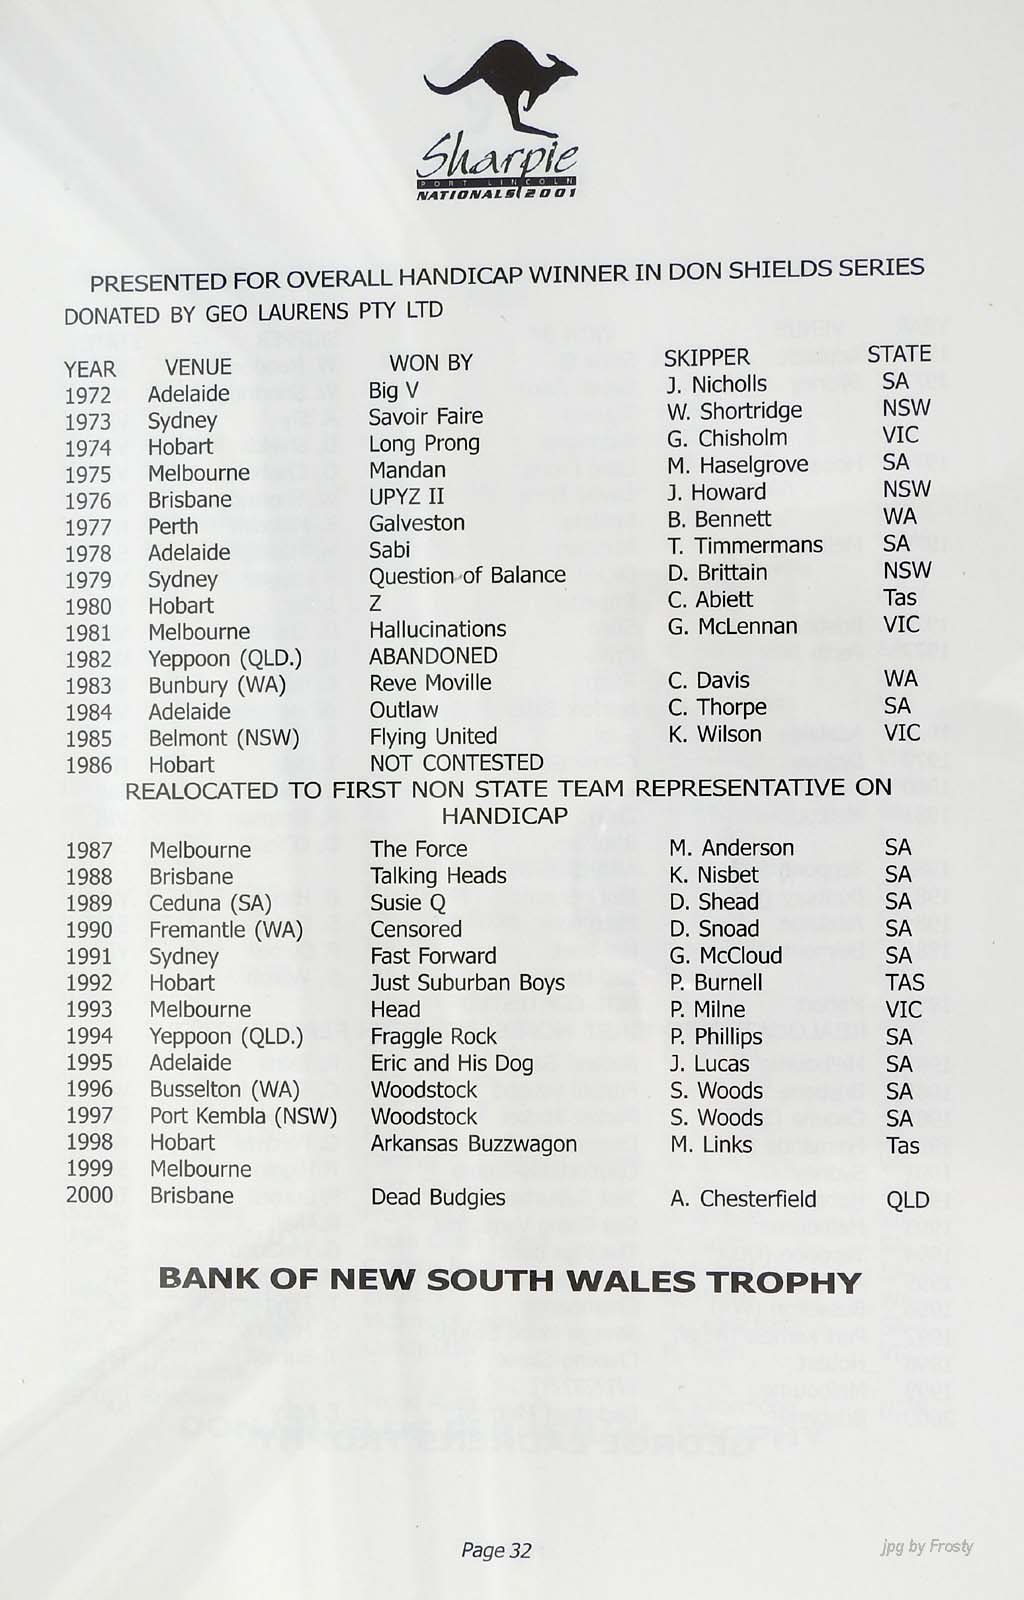 Sharpie
PORT LINCOLN
NATIONALS 2001
PRESENTED FOR OVERALL HANDICAP WINNER IN DON SHIELDS SERIES
DONATED BY GEO LAURENS PTY LTD
YEAR VENUE WON BY SKIPPER STATE
1972 Adelaide Big V J. Nicholls SA
1973 Sydney Savoir Faire W. Shortridge NSW
1974 Hobart Long Prong G. Chisholm VIC
1975 Melbourne Mandan M. Haselgrove SA
1976 Brisbane UPYZ II J. Howard NSW
1977 Perth Galveston B. Bennett WA
1978 Adelaide Sabi T. Timmermans SA
1979 Sydney Question of Balance D. Brittain NSW
1980 Hobart Z C. Abiett Tas
1981 Melbourne Hallucinations G. McLennan VIC
1982 Yeppoon (QLD.) ABANDONED
1983 Bunbury (WA) Reve Moville C. Davis WA
1984 Adelaide Outlaw C. Thorpe SA
1985 Belmont (NSW) Flying United K. Wilson VIC
1986 Hobart NOT CONTESTED
REALOCATED TO FIRST NON STATE TEAM REPRESENTATIVE ON
HANDICAP
1987 Melbourne The Force M. Anderson SA
1988 Brisbane Talking Heads K. Nisbet SA
1989 Ceduna (SA) Susie Q D. Shead SA
1990 Fremantle (WA) Censored D. Snoad SA
1991 Sydney Fast Forward G. McCloud SA
1992 Hobart Just Suburban Boys P. Burnell TAS
1993 Melbourne Head P. Milne VIC
1994 Yeppoon (QLD.) Fraggle Rock P. Phillips SA
1995 Adelaide Eric and His Dog J. Lucas SA
1996 Busselton (WA) Woodstock S. Woods SA
1997 Port Kembla (NSW) Woodstock S. Woods SA
1998 Hobart Arkansas Buzzwagon M. Links Tas
1999 Melbourne
2000 Brisbane Dead Budgies A. Chesterfield QLD
BANK OF NEW SOUTH WALES TROPHY
Page 32
jpg by Frosty